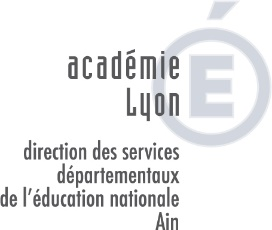 académie
Lyon
É
direction des services
départementaux
de l'éducation nationale
Ain